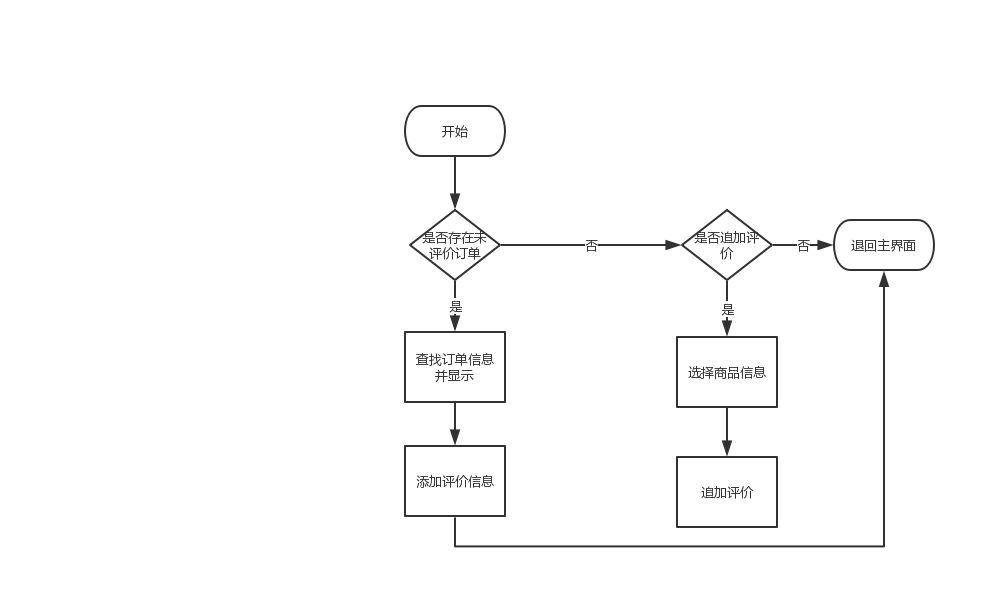 开始
是否存在未
评价订单
否
是否追加评
价
否
退回主界面
是
是
查找订单信息
并显示
选择商品信息
添加评价信息
追加评价